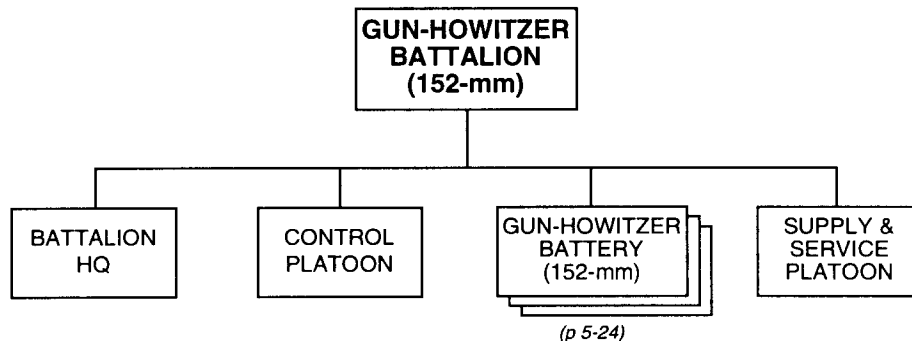 GUN-HOWITZER
BATTALION
(152-mm)
BATTALION
HQ
CONTROL
PLATOON
GUN-HOWITZER
BATTERY
(152-mm)
SUPPLY &
SERVICE
PLATOON
(p 5-24)